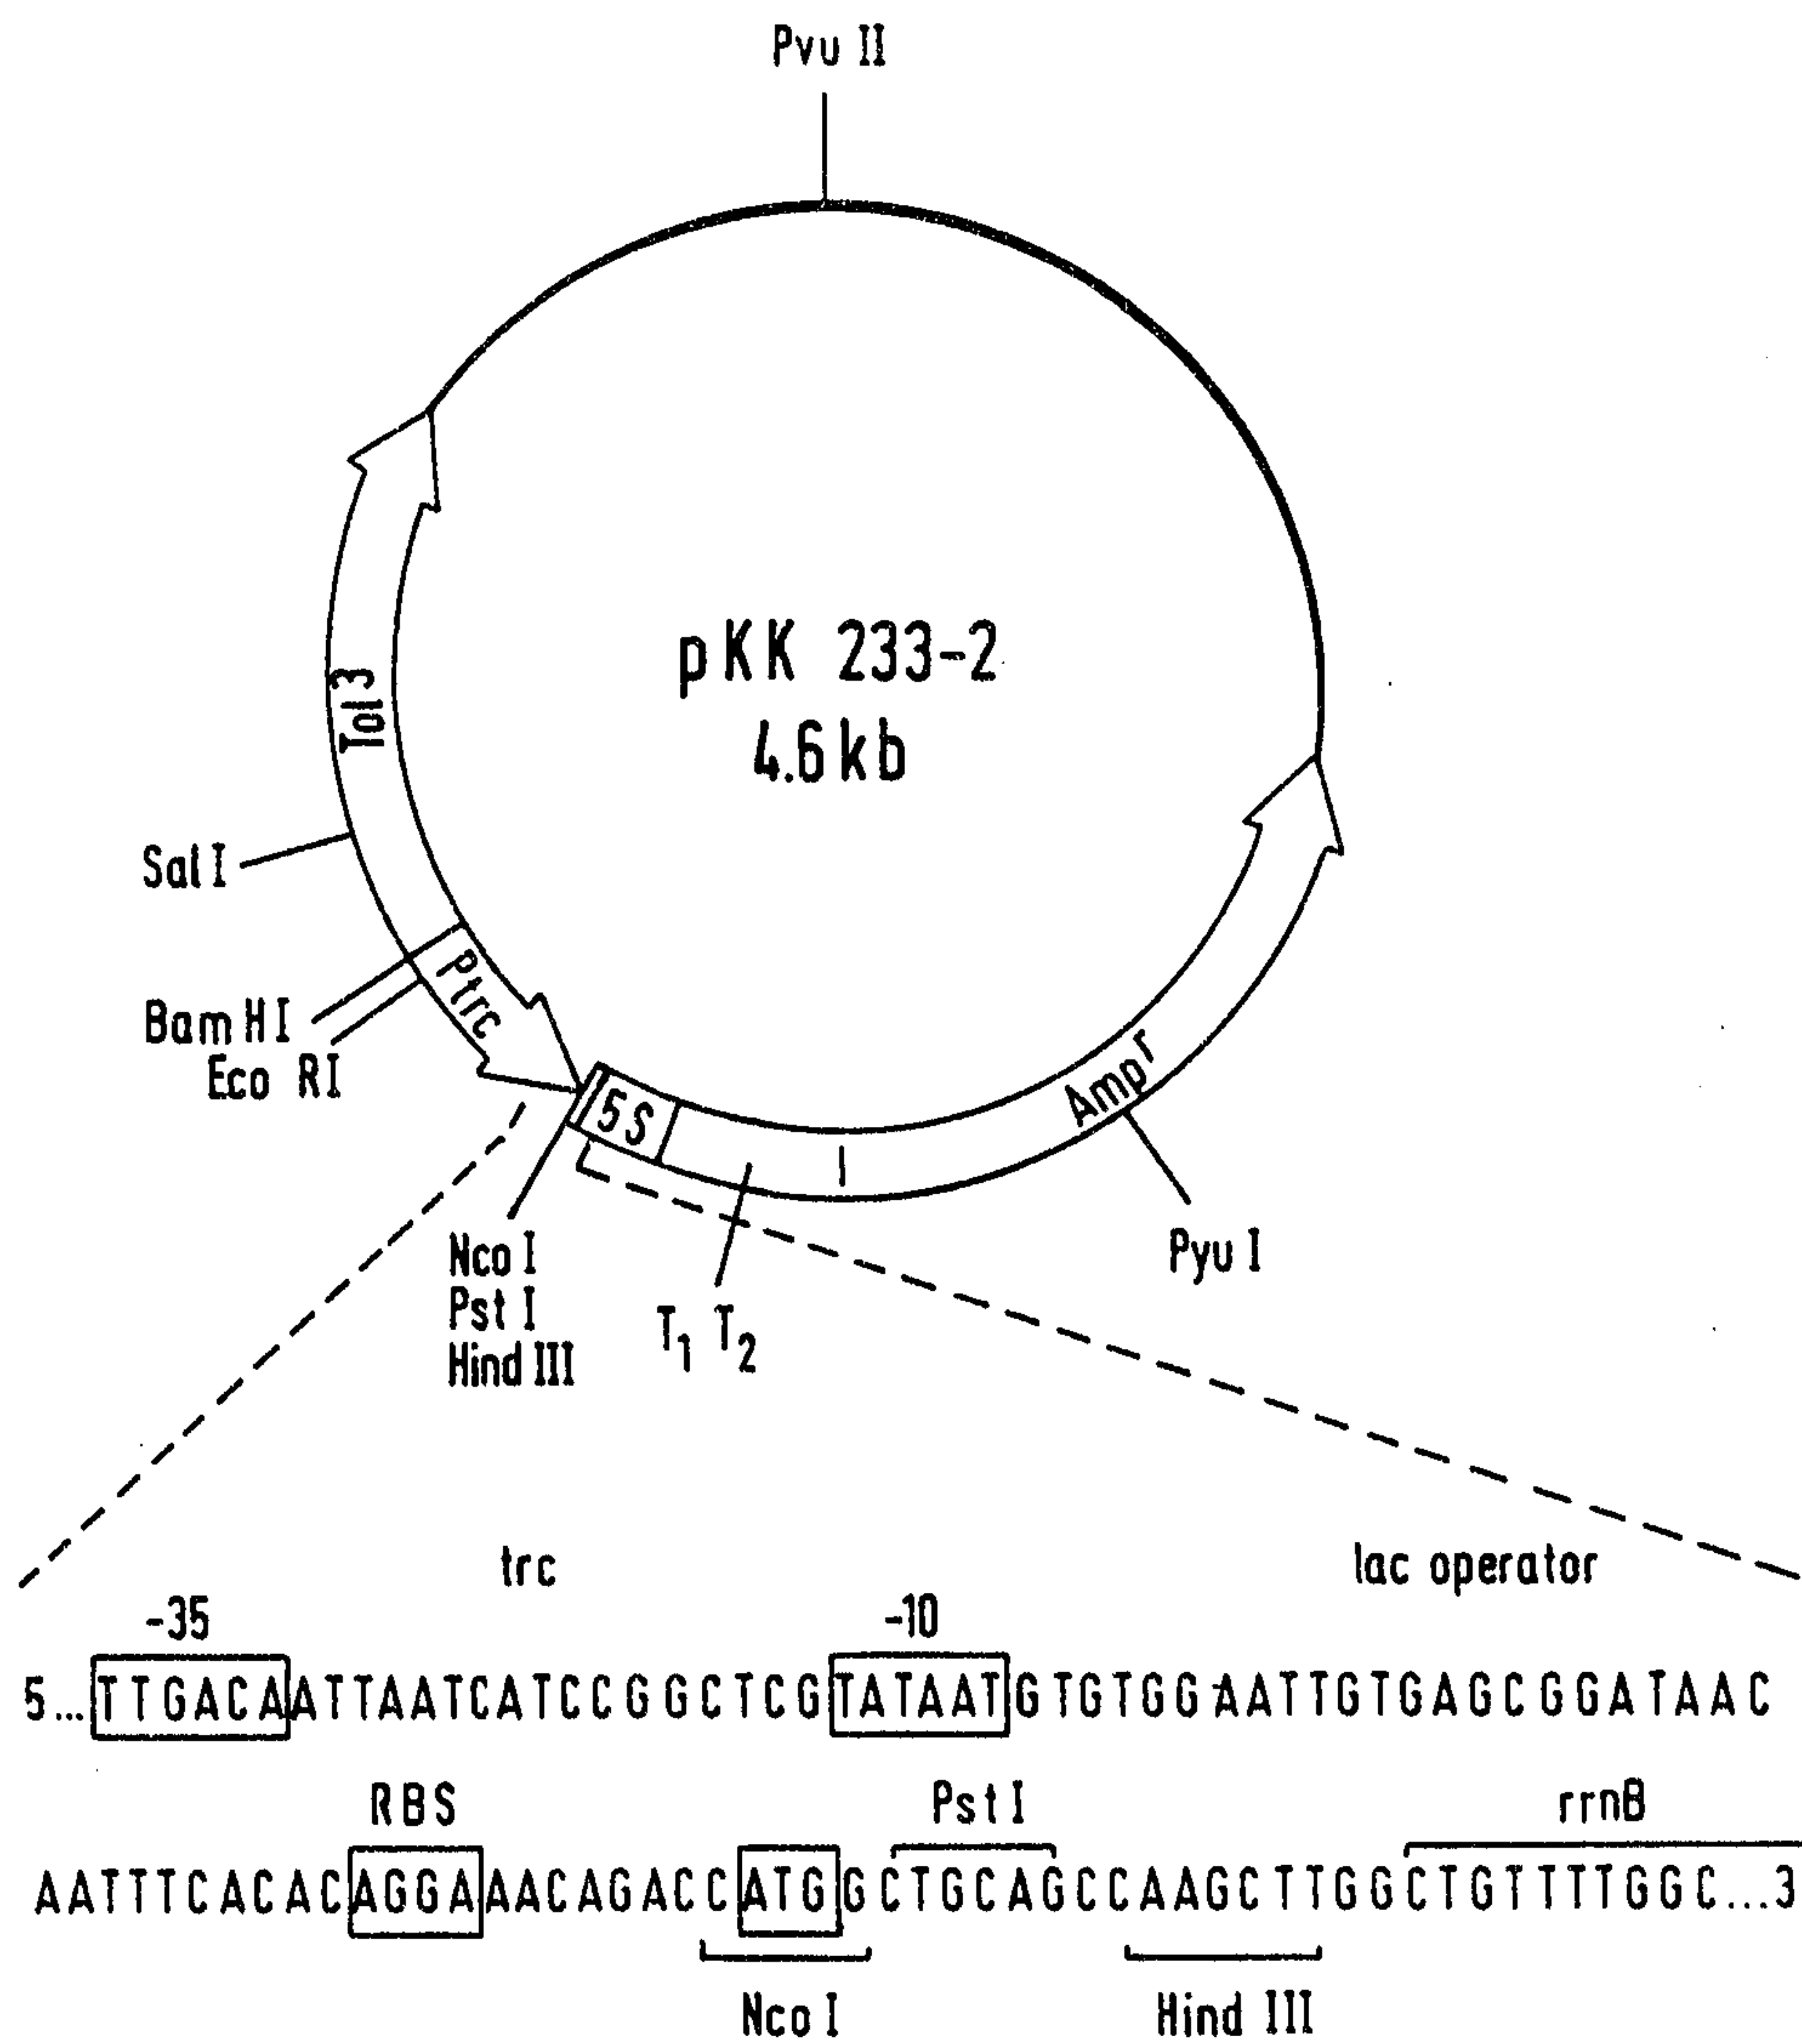 Pvu II
pKK 233-2
4.6kb
Tal3
Sal I
Ptrc
Bam HI
Eco RI
5S
Amp^r
Nco I
Pst I
Hind III
T1 T2
Pyu I
trc
lac operator
-35
-10
5...TTGACAATTAATCATCCGGCTCGTATAATGTGTGGAATTGTGAGCGGATAAC
RBS
Pst I
rrnB
AATTTCACACAGGAAACAGACCATGGCTGCAGCCAAGCTTGGCTGTTTTGGC...3
Nco I
Hind III